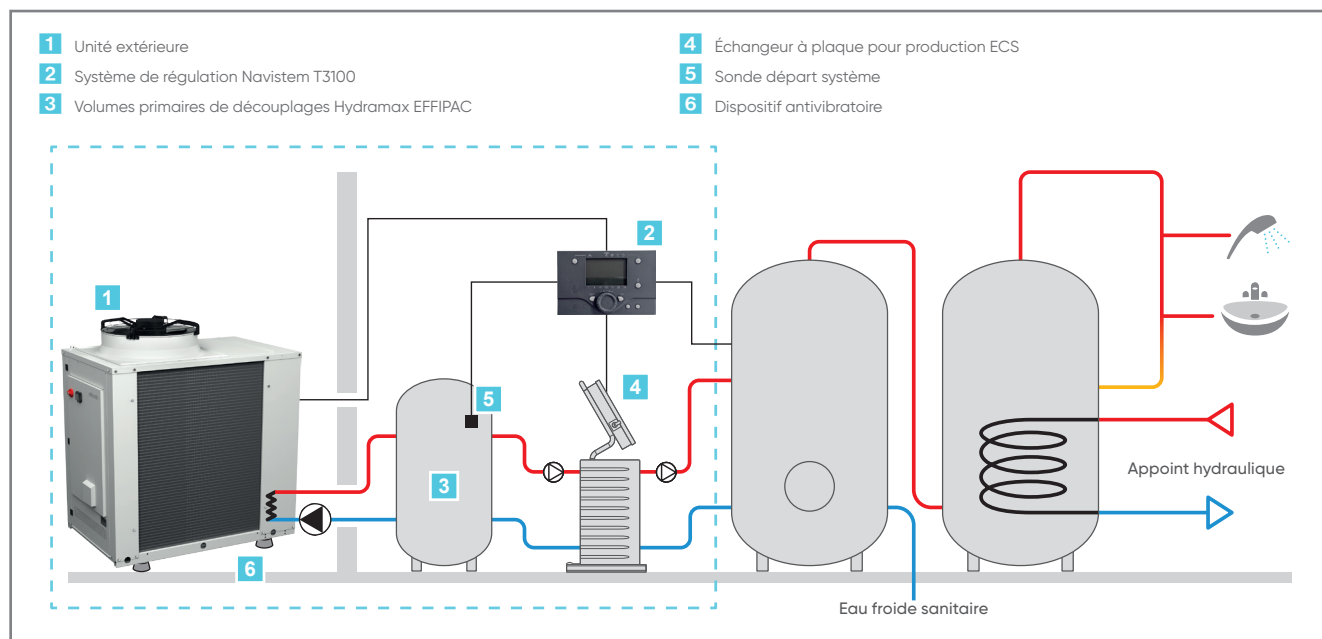 1 Unité extérieure
2 Système de régulation Navistem T3100
3 Volumes primaires de découplages Hydramax EFFIPAC
4 Échangeur à plaque pour production ECS
5 Sonde départ système
6 Dispositif antivibratoire
2
1
4
5
3
Appoint hydraulique
6
Eau froide sanitaire